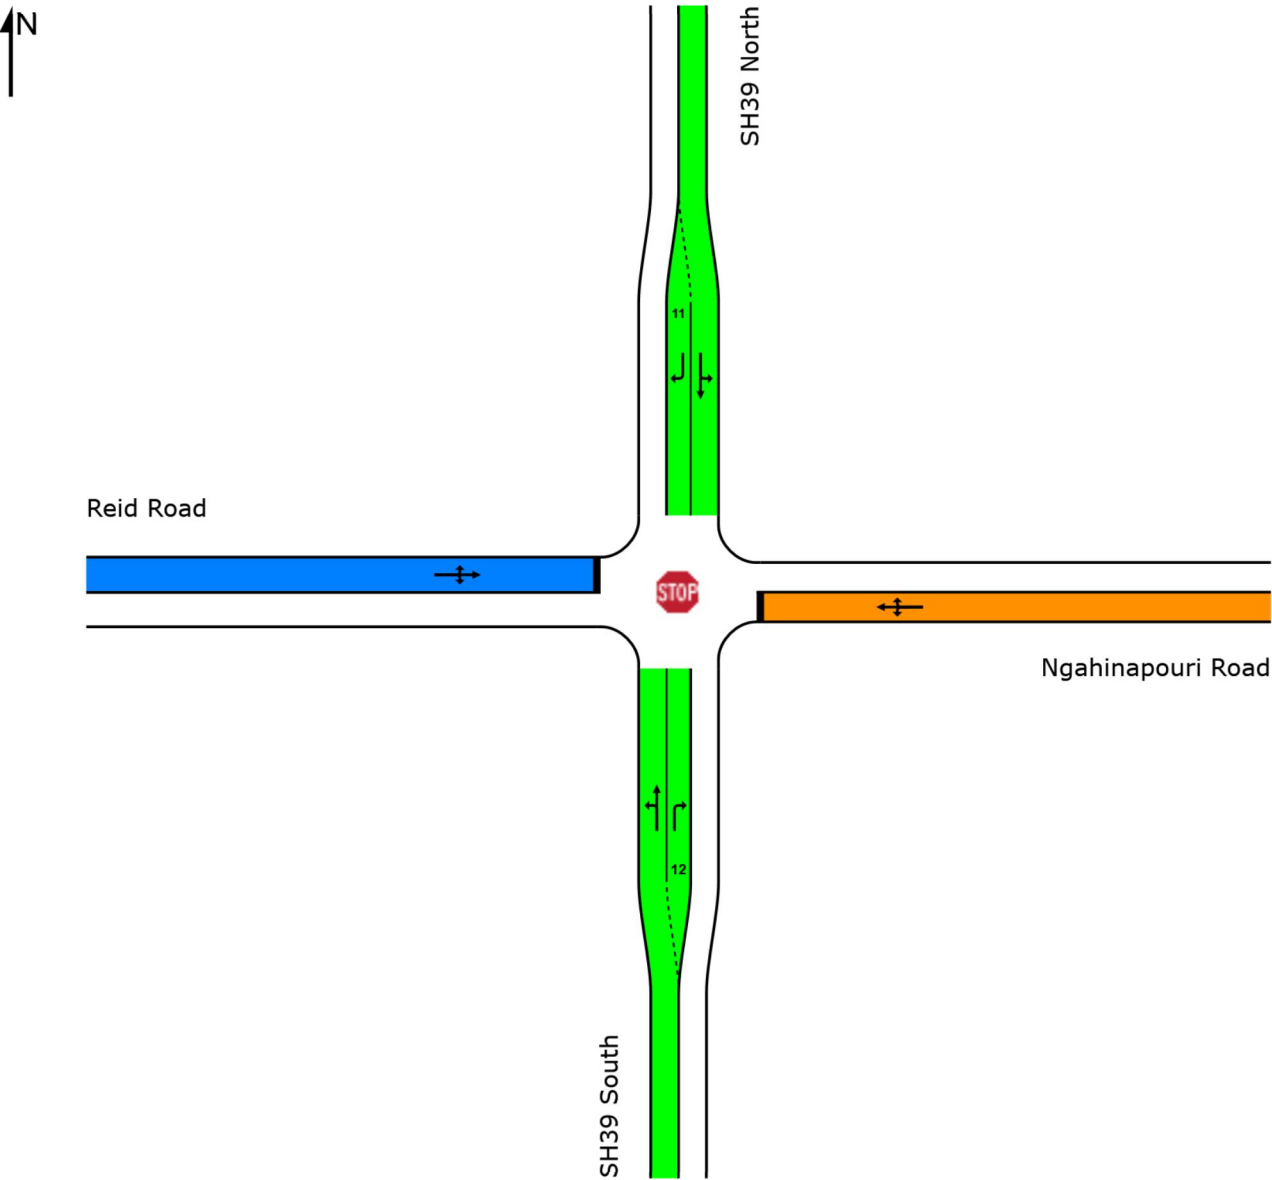 N
SH39 North
11
Reid Road
STOP
Ngahinapouri Road
12
SH39 South